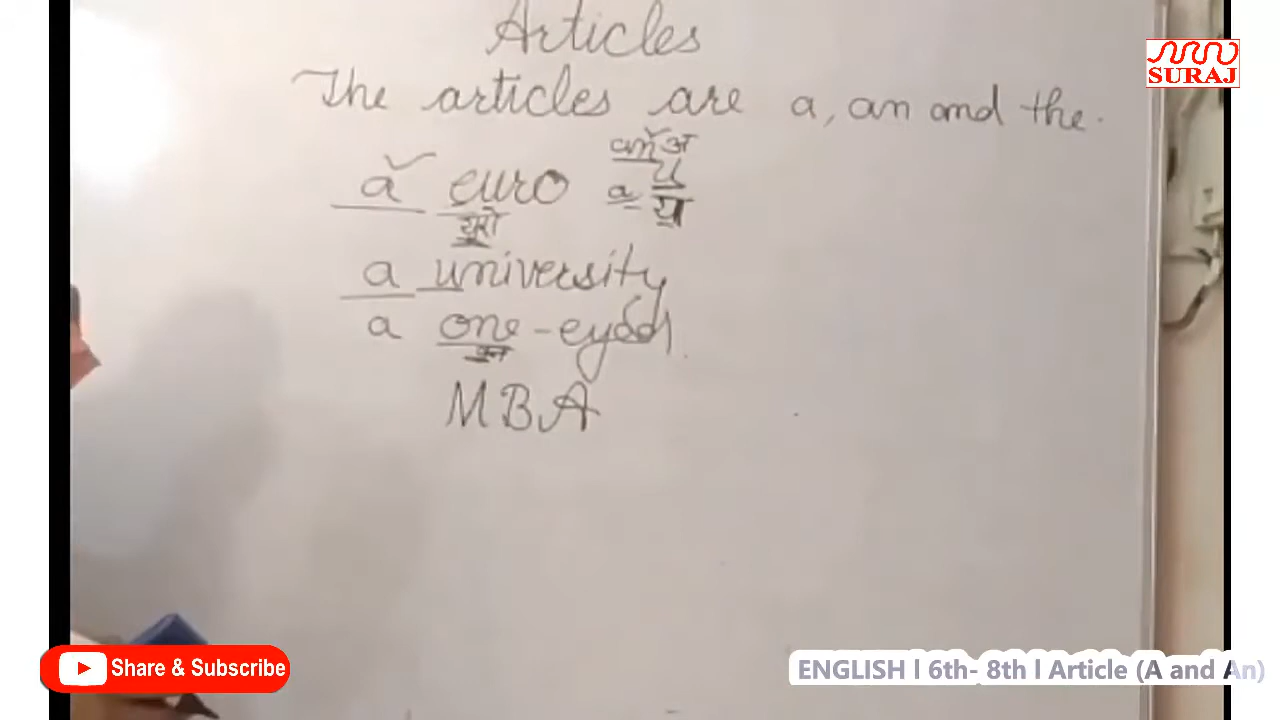 Articles
SURAJ
The articles are a, an and the.
an अ
a euro a य
यूरो
a university
a one-eyed
वन
MBA
Share & Subscribe
ENGLISH l 6th- 8th l Article (A and An)